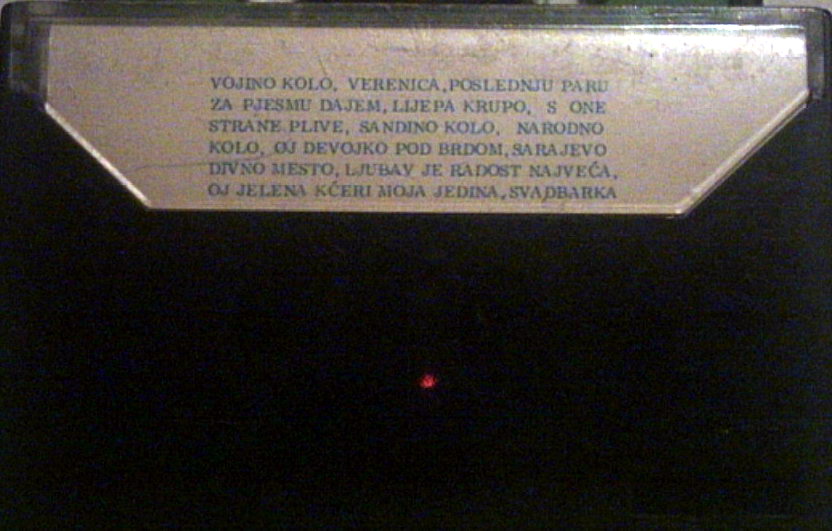 VOJINO KOLO, VERENICA, POSLEDNJU PARU
ZA PJESMU DAJEM, LIJEPA KRUPO, S ONE
STRANE PLIVE, SANDINO KOLO, NARODNO
KOLO, OJ DEVOJKO POD BRDOM, SARAJEVO
DIVNO MESTO, LJUBAV JE RADOST NAJVEĆA,
OJ JELENA KĆERI MOJA JEDINA, SVADBARKA